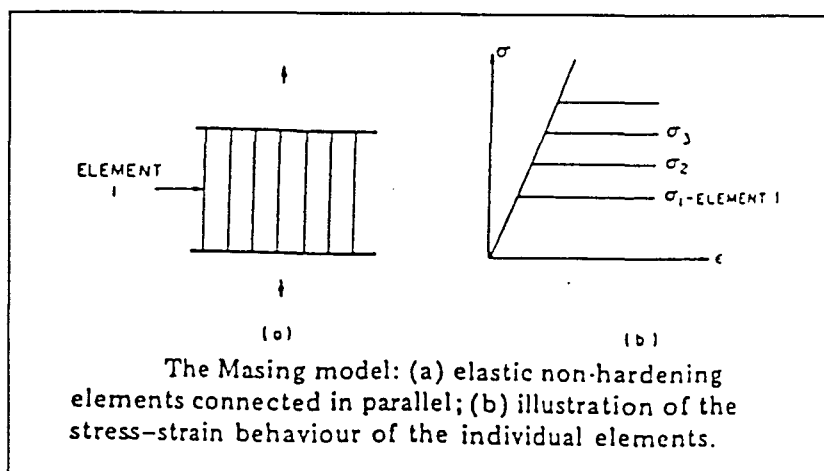 ELEMENT
1
(a)
σ
σ₃
σ₂
σ₁-ELEMENT 1
ϵ
(b)
The Masing model: (a) elastic non-hardening
elements connected in parallel; (b) illustration of the
stress–strain behaviour of the individual elements.